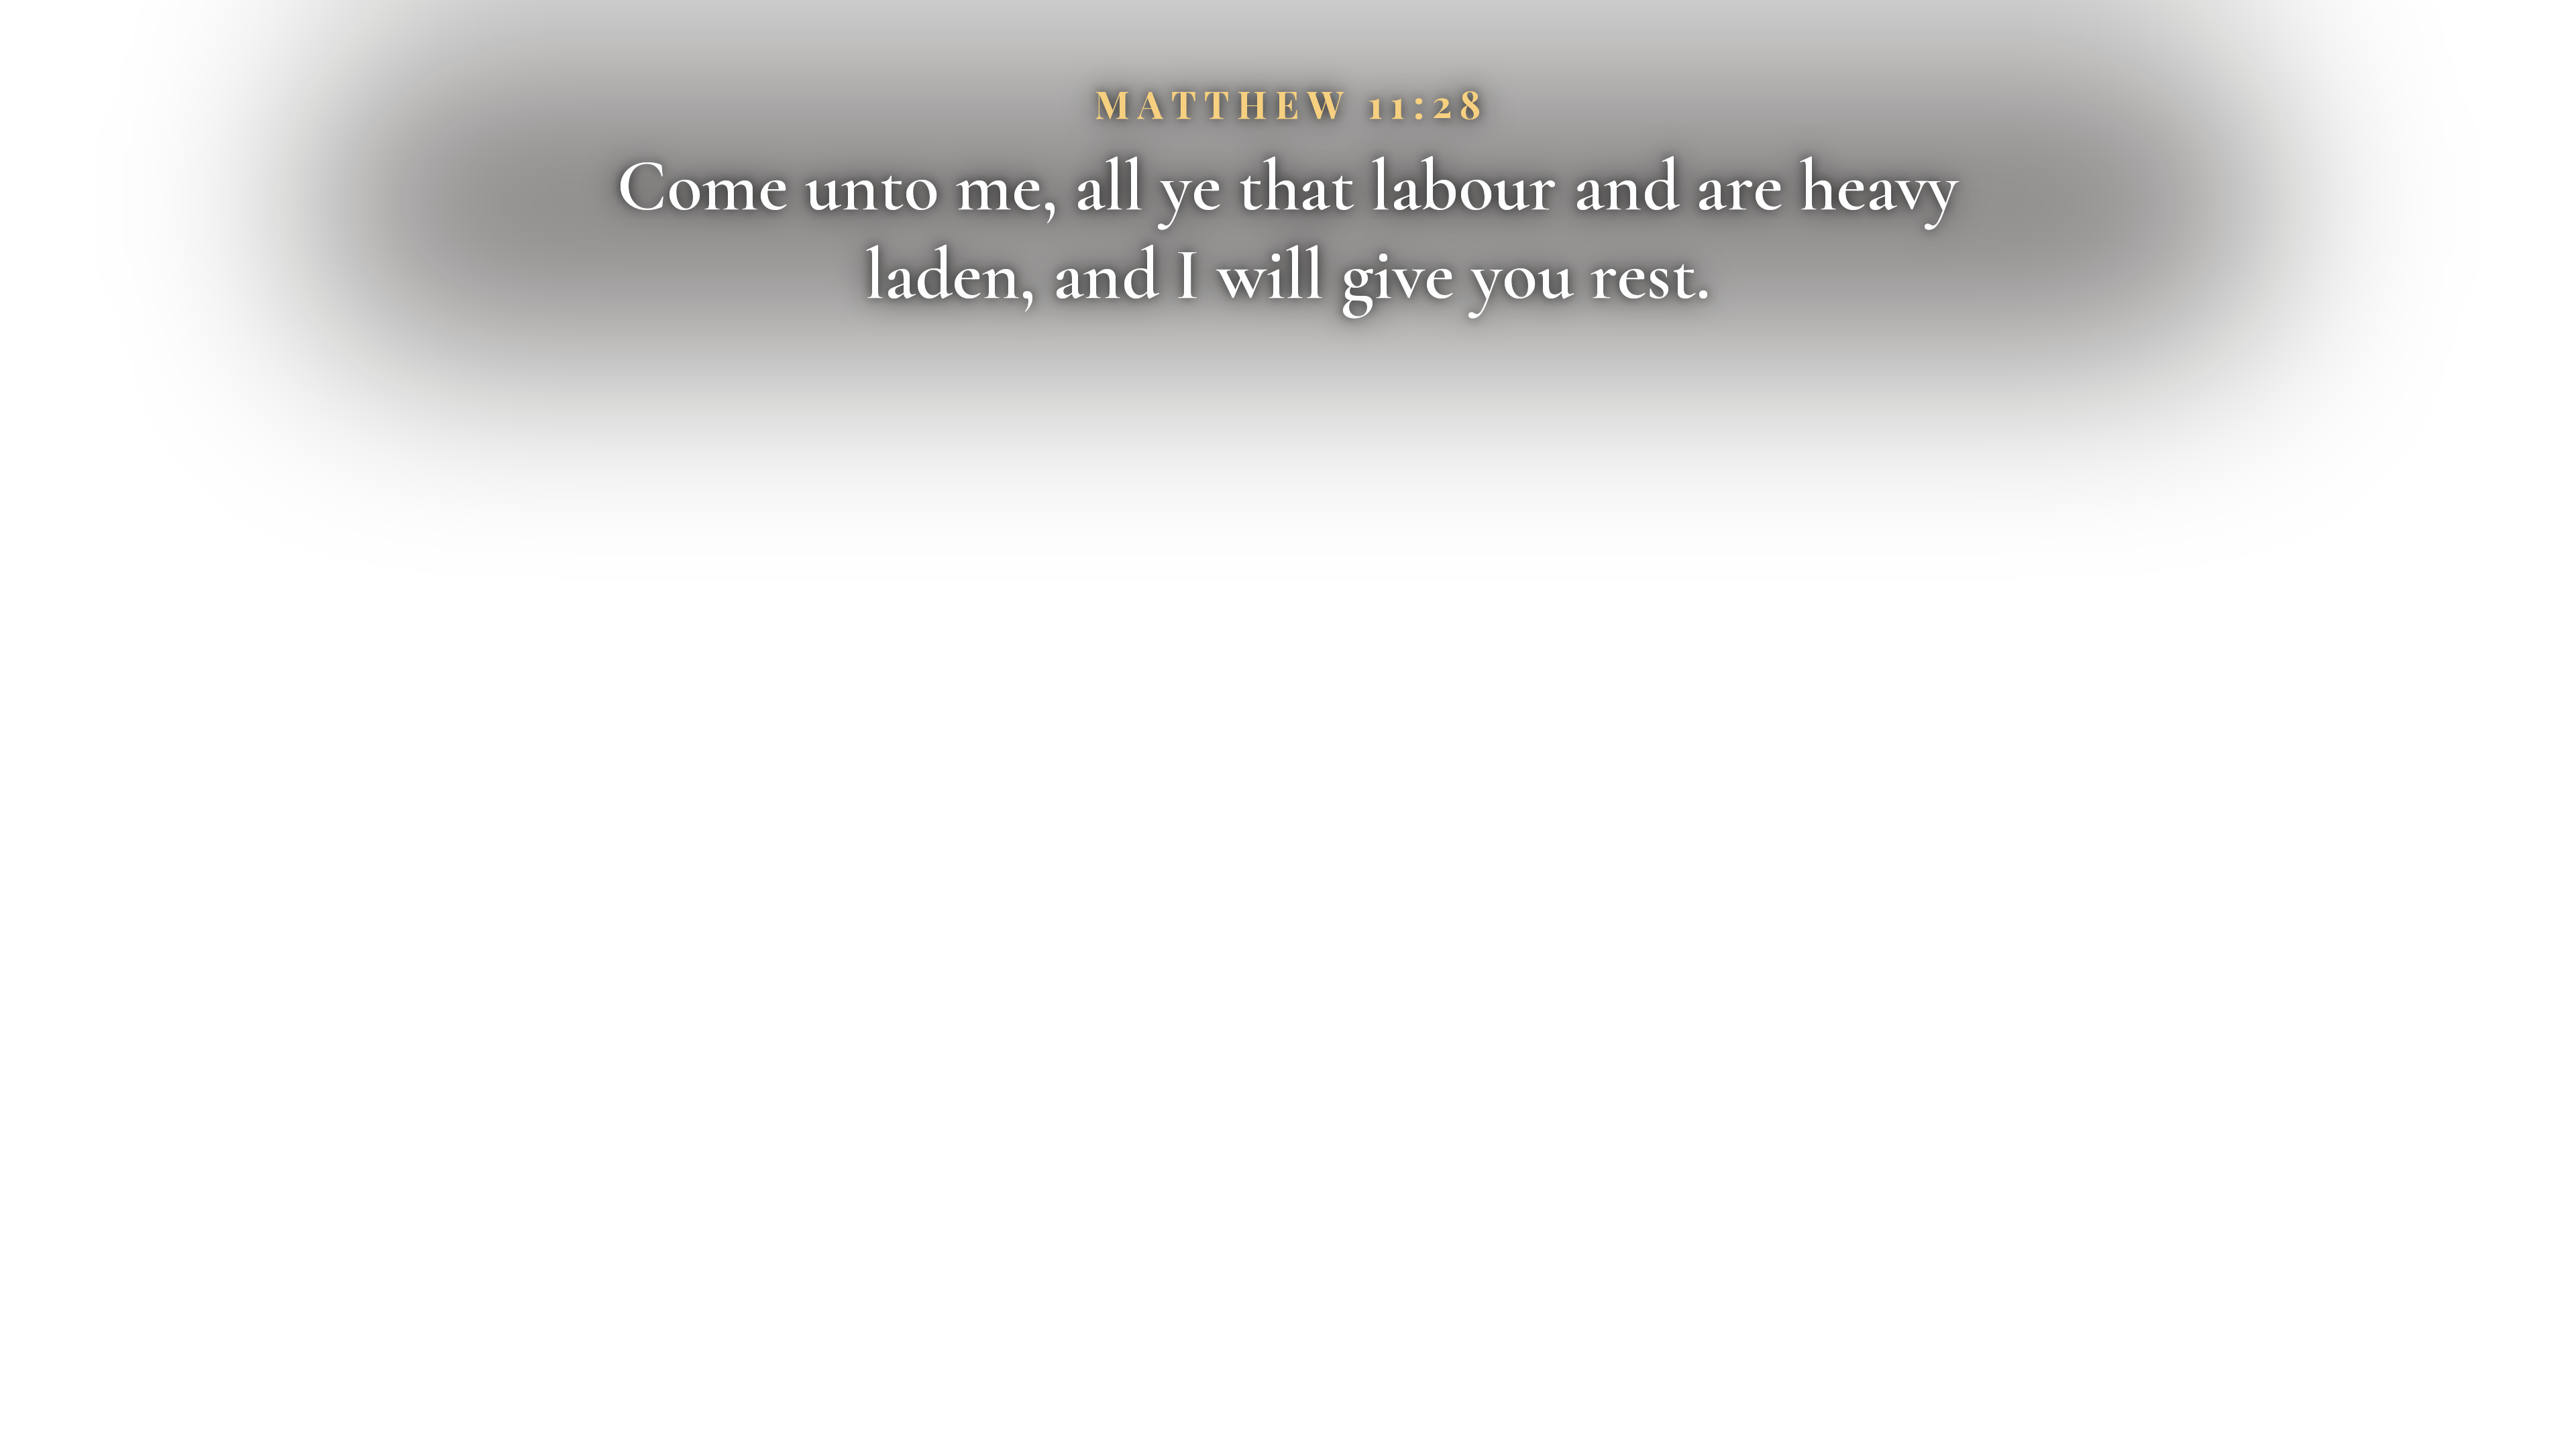 MATTHEW 11:28
Come unto me, all ye that labour and are heavy
laden, and I will give you rest.